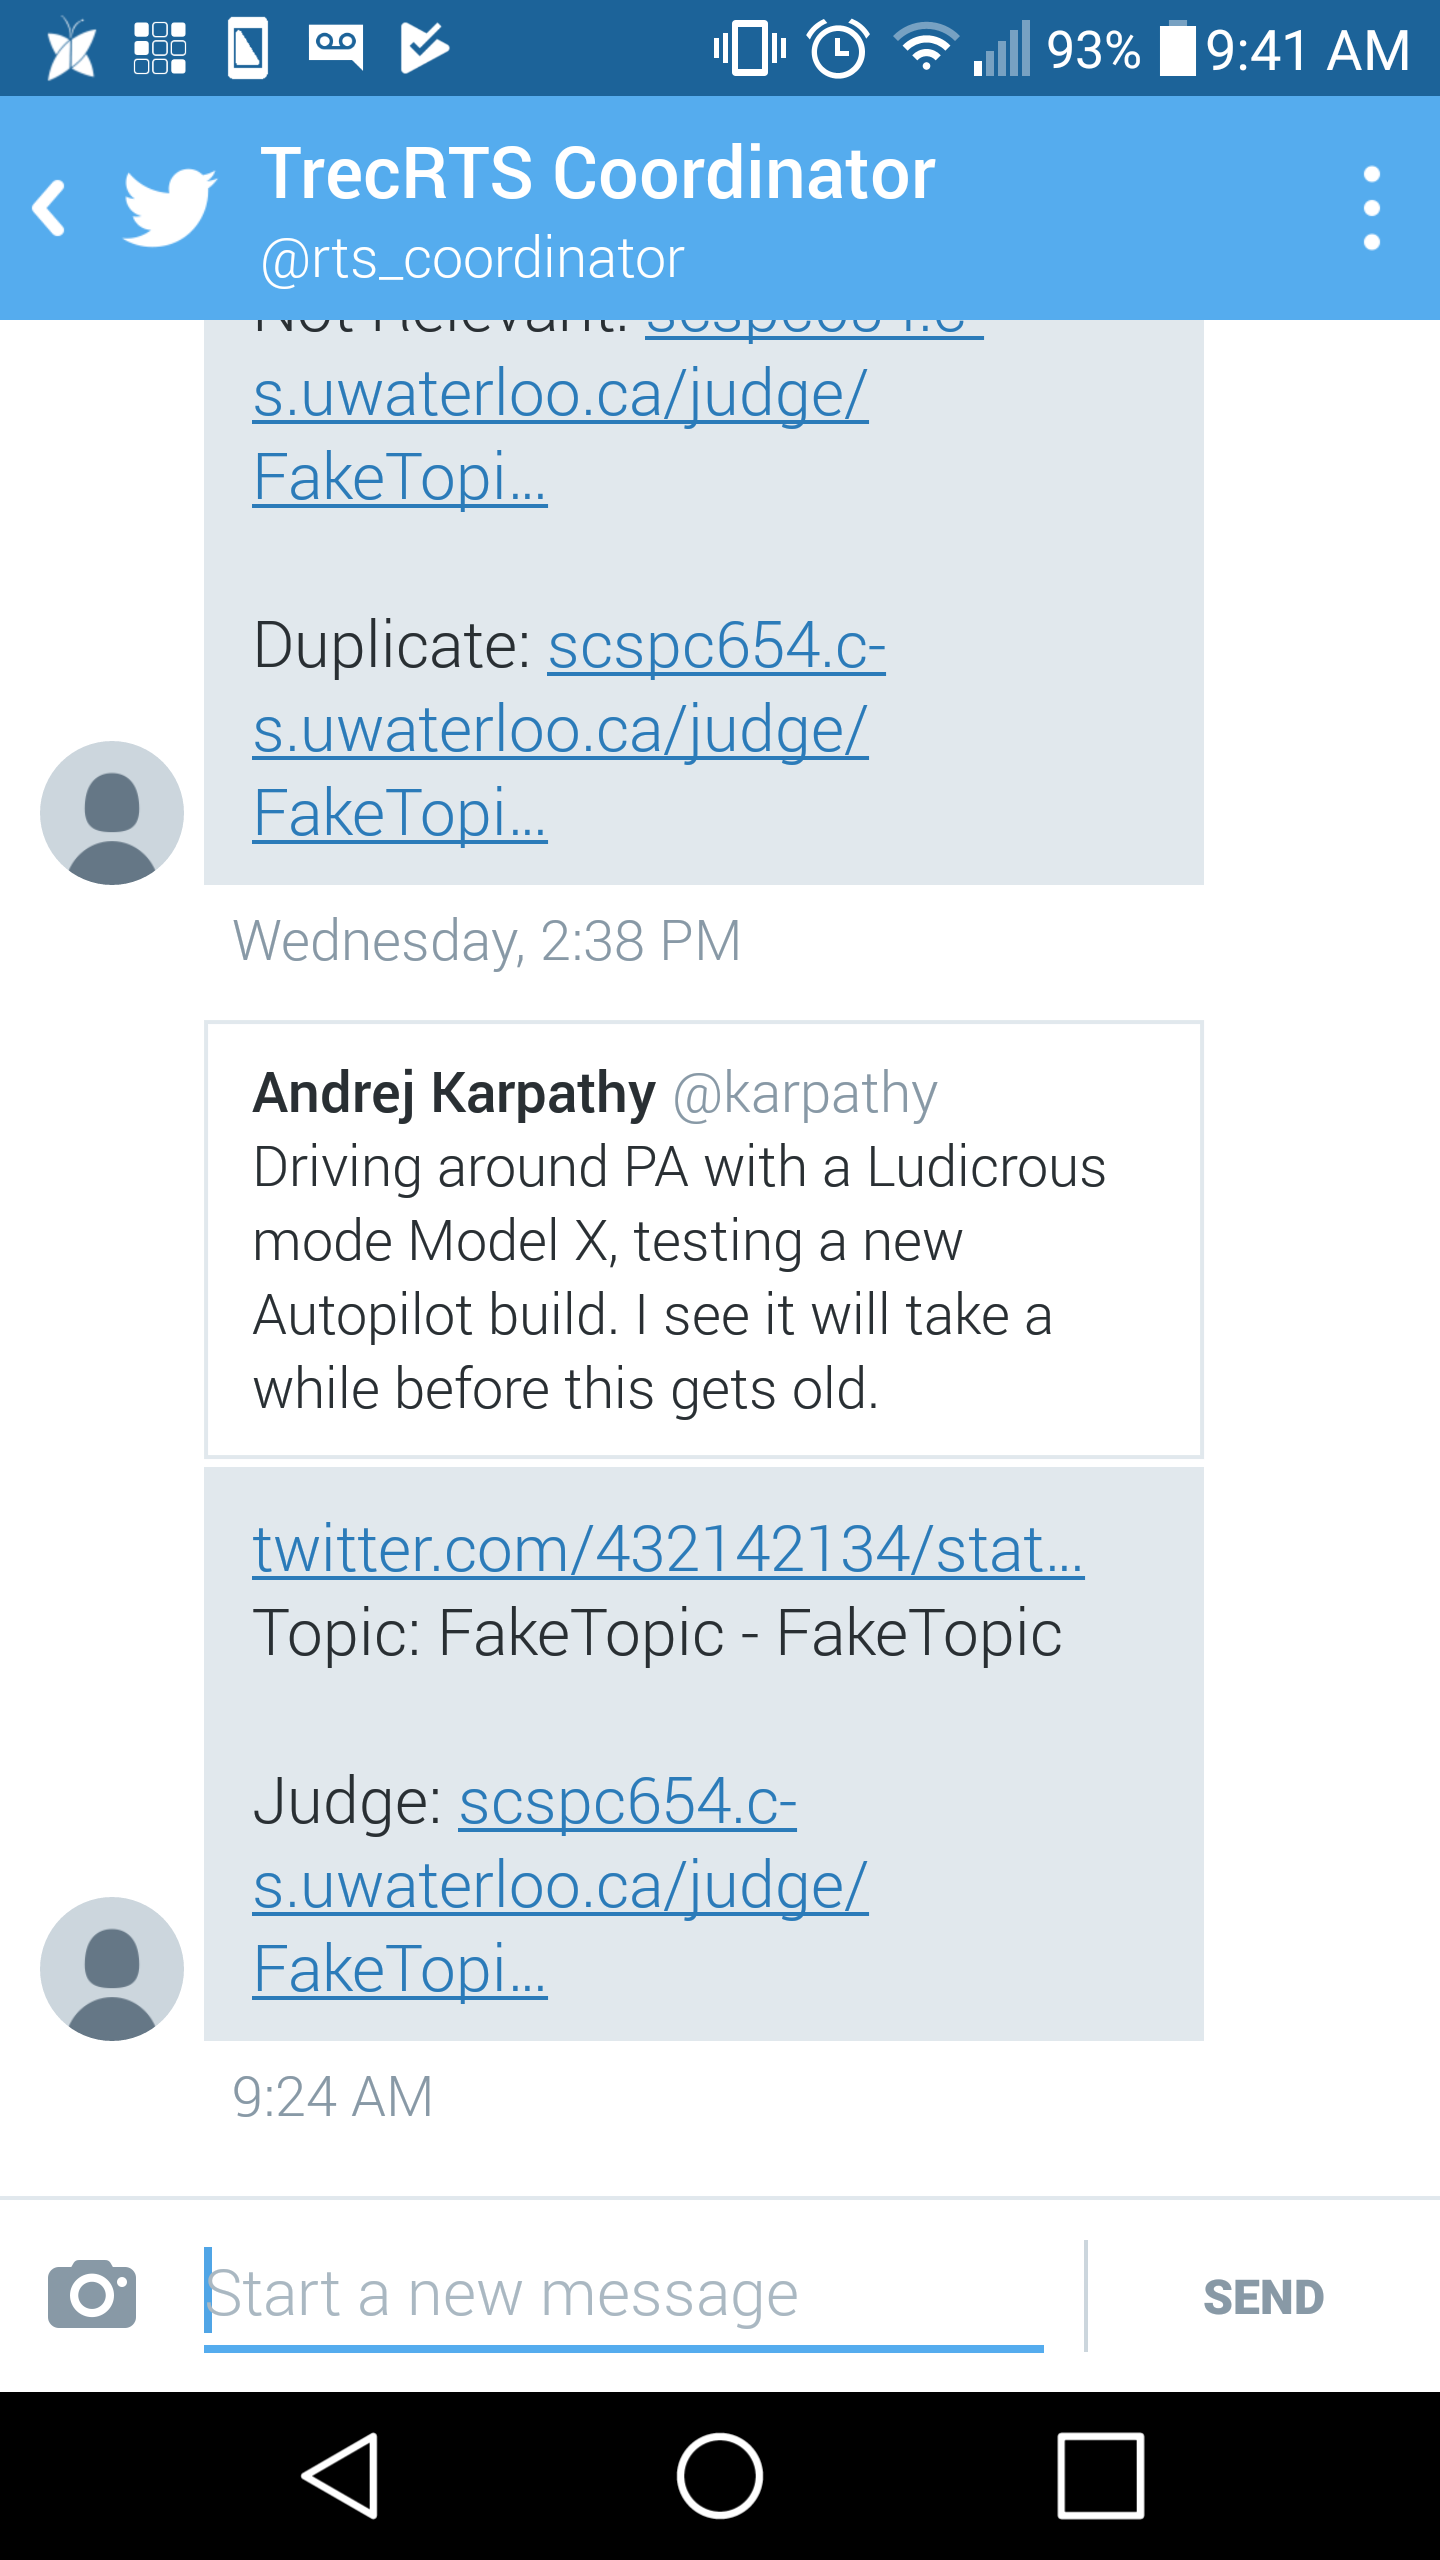 93% 9:41 AM
TrecRTS Coordinator
@rts_coordinator
Not Relevant: scspc654.c-
s.uwaterloo.ca/judge/
FakeTopi...
Duplicate: scspc654.c-
s.uwaterloo.ca/judge/
FakeTopi...
Wednesday, 2:38 PM
Andrej Karpathy @karpathy
Driving around PA with a Ludicrous
mode Model X, testing a new
Autopilot build. I see it will take a
while before this gets old.
twitter.com/432142134/stat...
Topic: FakeTopic - FakeTopic
Judge: scspc654.c-
s.uwaterloo.ca/judge/
FakeTopi...
9:24 AM
Start a new message
SEND